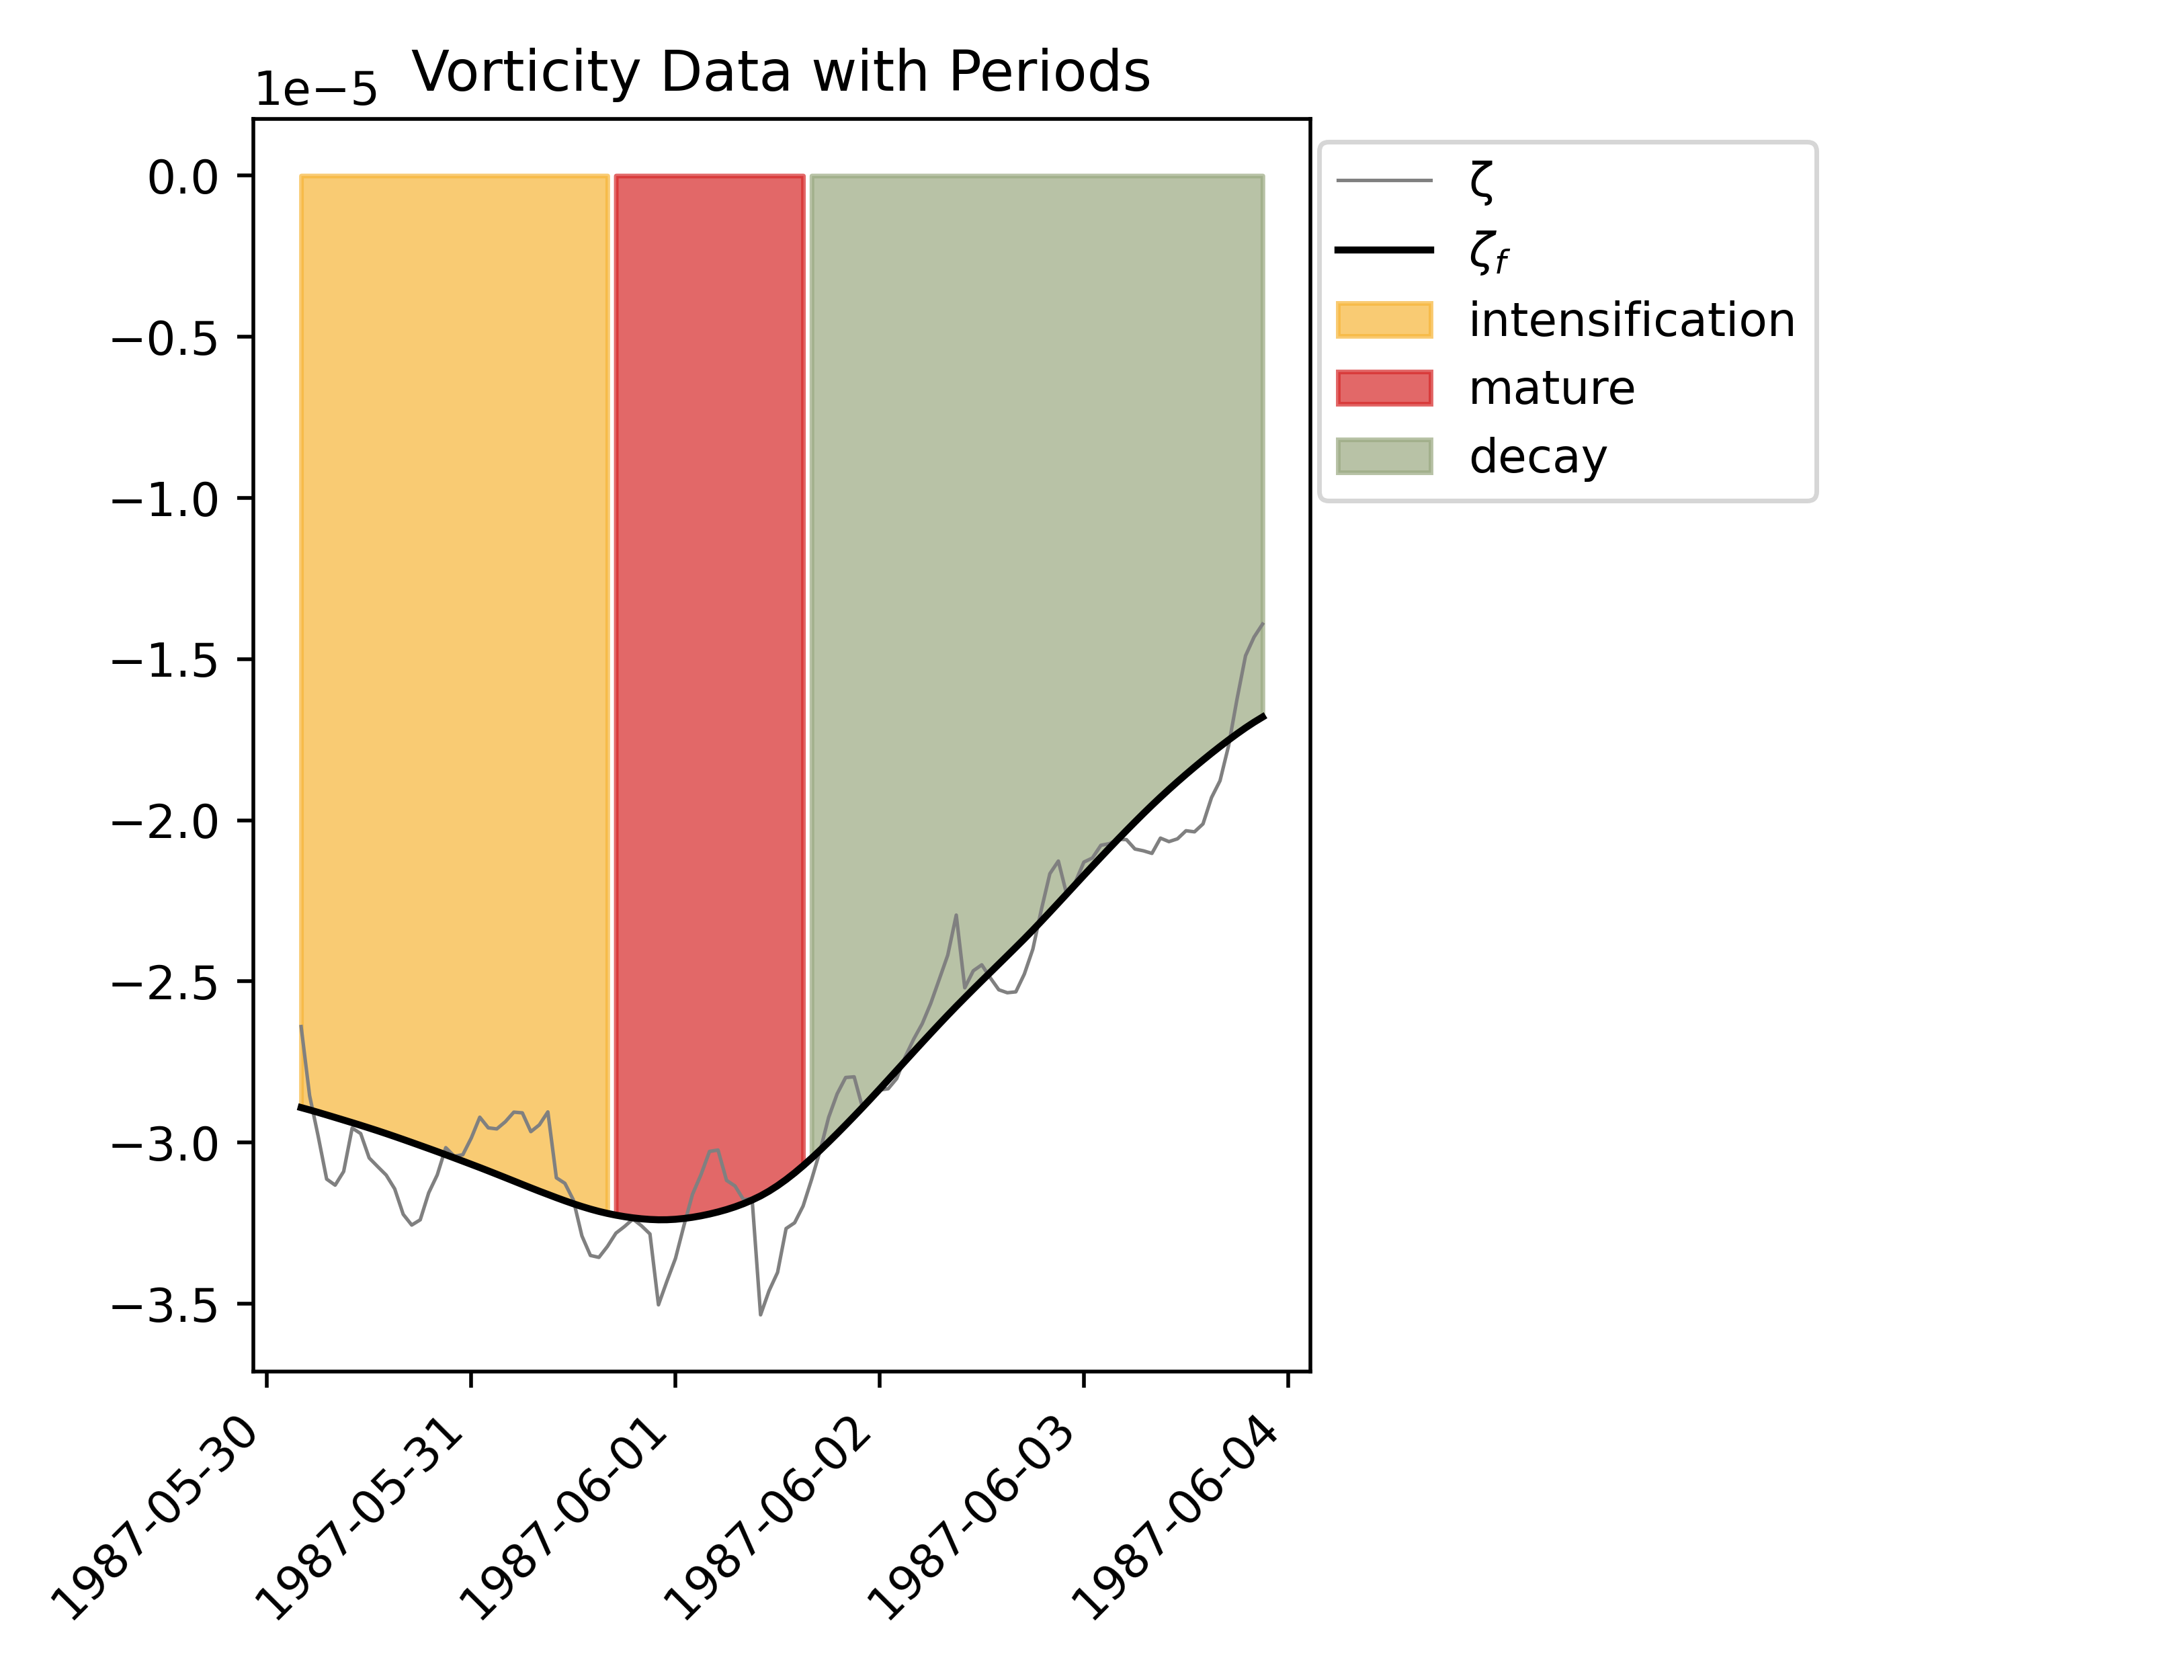 Vorticity Data with Periods
1e−5
0.0
−0.5
−1.0
−1.5
−2.0
−2.5
−3.0
−3.5
1987-05-30
1987-05-31
1987-06-01
1987-06-02
1987-06-03
1987-06-04
ζ
ζf
intensification
mature
decay